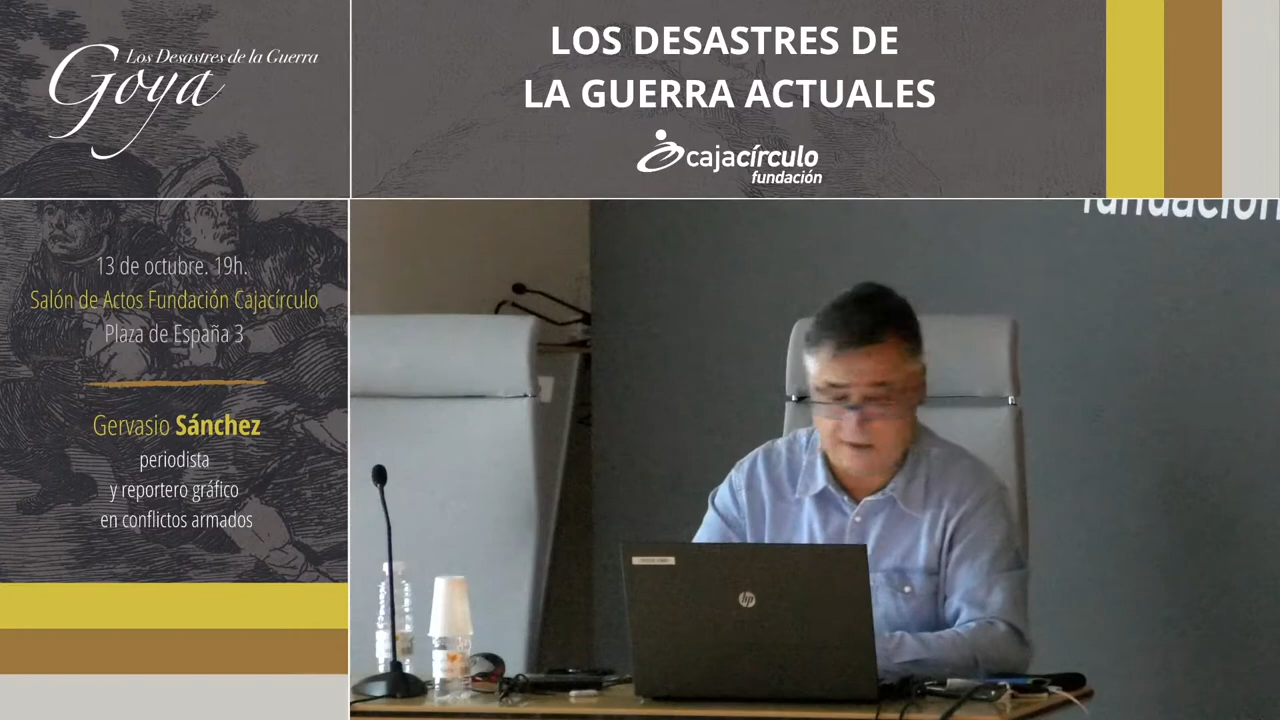 Los Desastres de la Guerra
Goya
LOS DESASTRES DE
LA GUERRA ACTUALES
cajacírculo
fundación
fundación
13 de octubre. 19h.
Salón de Actos Fundación Cajacírculo
Plaza de España 3
Gervasio Sánchez
periodista
y reportero gráfico
en conflictos armados
hp